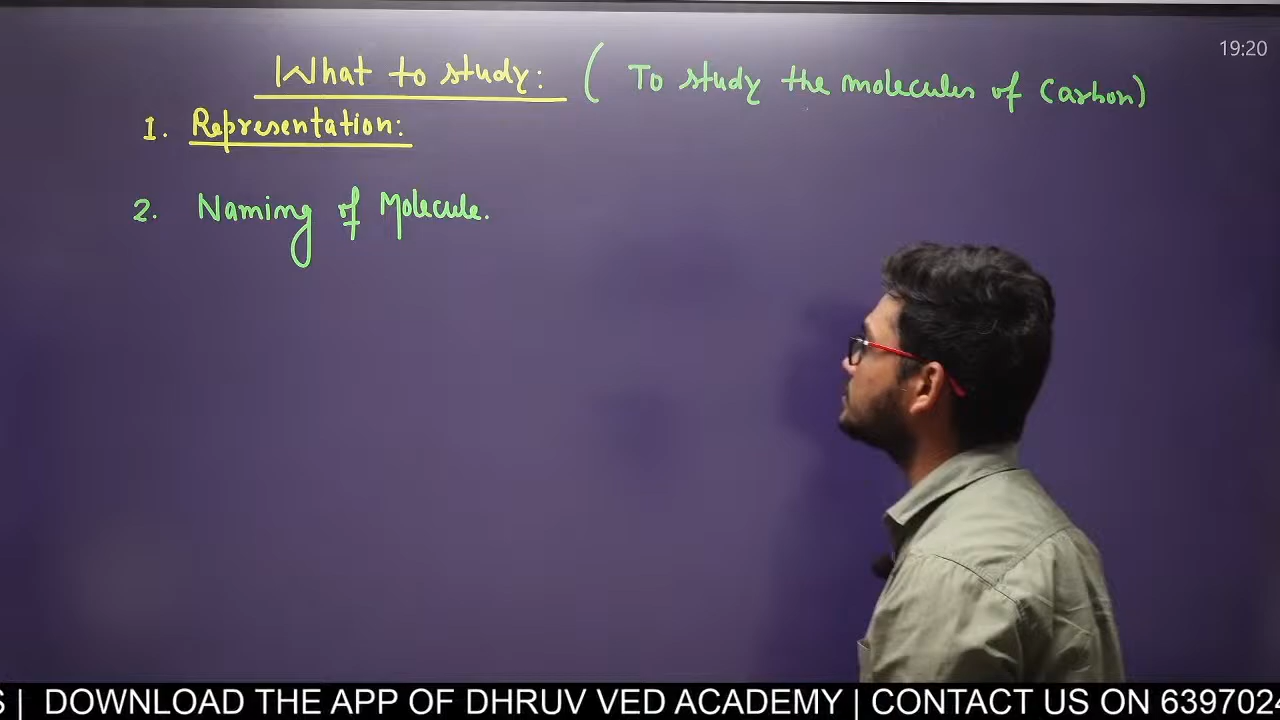 19:20
What to study: ( To study the molecules of Carbon)
1. Representation:
2. Naming of Molecule.
S | DOWNLOAD THE APP OF DHRUV VED ACADEMY | CONTACT US ON 6397024